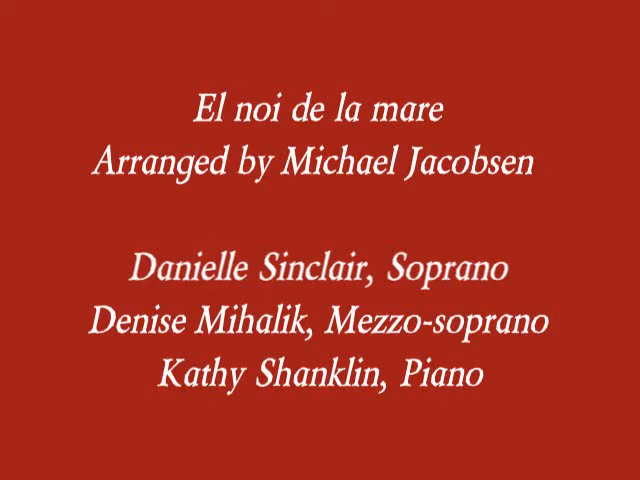 El noi de la mare
Arranged by Michael Jacobsen
Danielle Sinclair, Soprano
Denise Mihalik, Mezzo-soprano
Kathy Shanklin, Piano